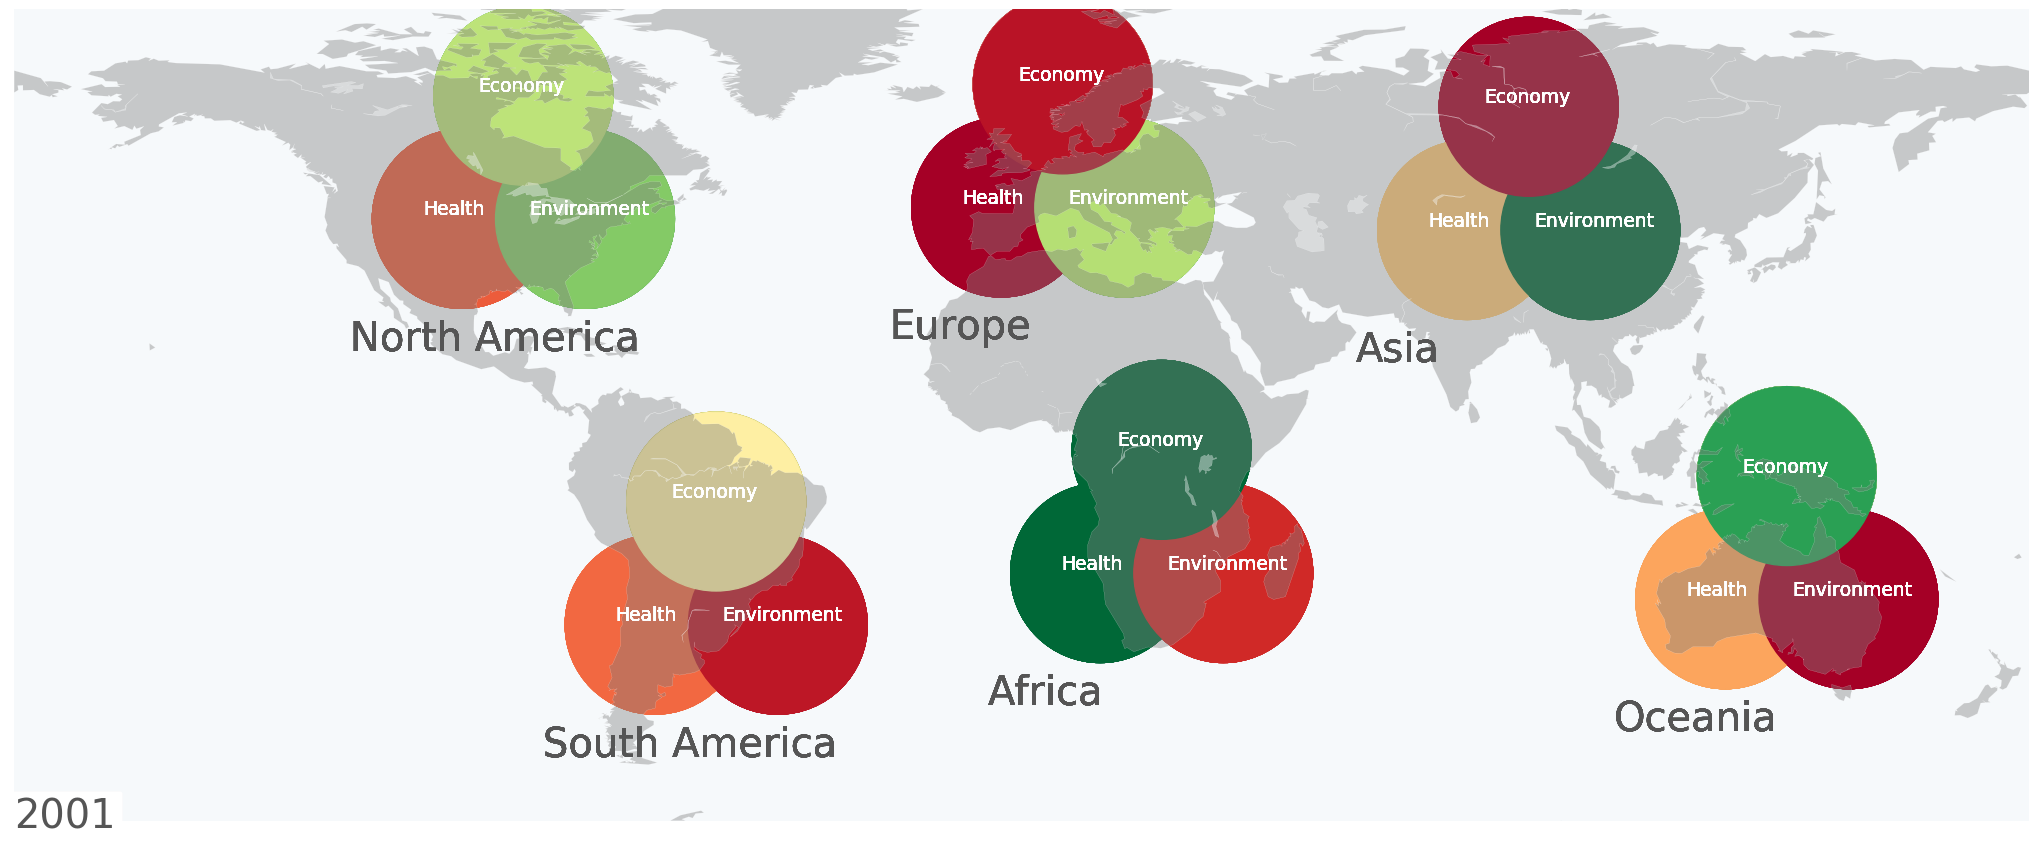 Economy
Health
Environment
North America
Economy
Health
Environment
Europe
Economy
Health
Environment
Asia
Economy
Health
Environment
South America
Economy
Health
Environment
Africa
Economy
Health
Environment
Oceania
2001